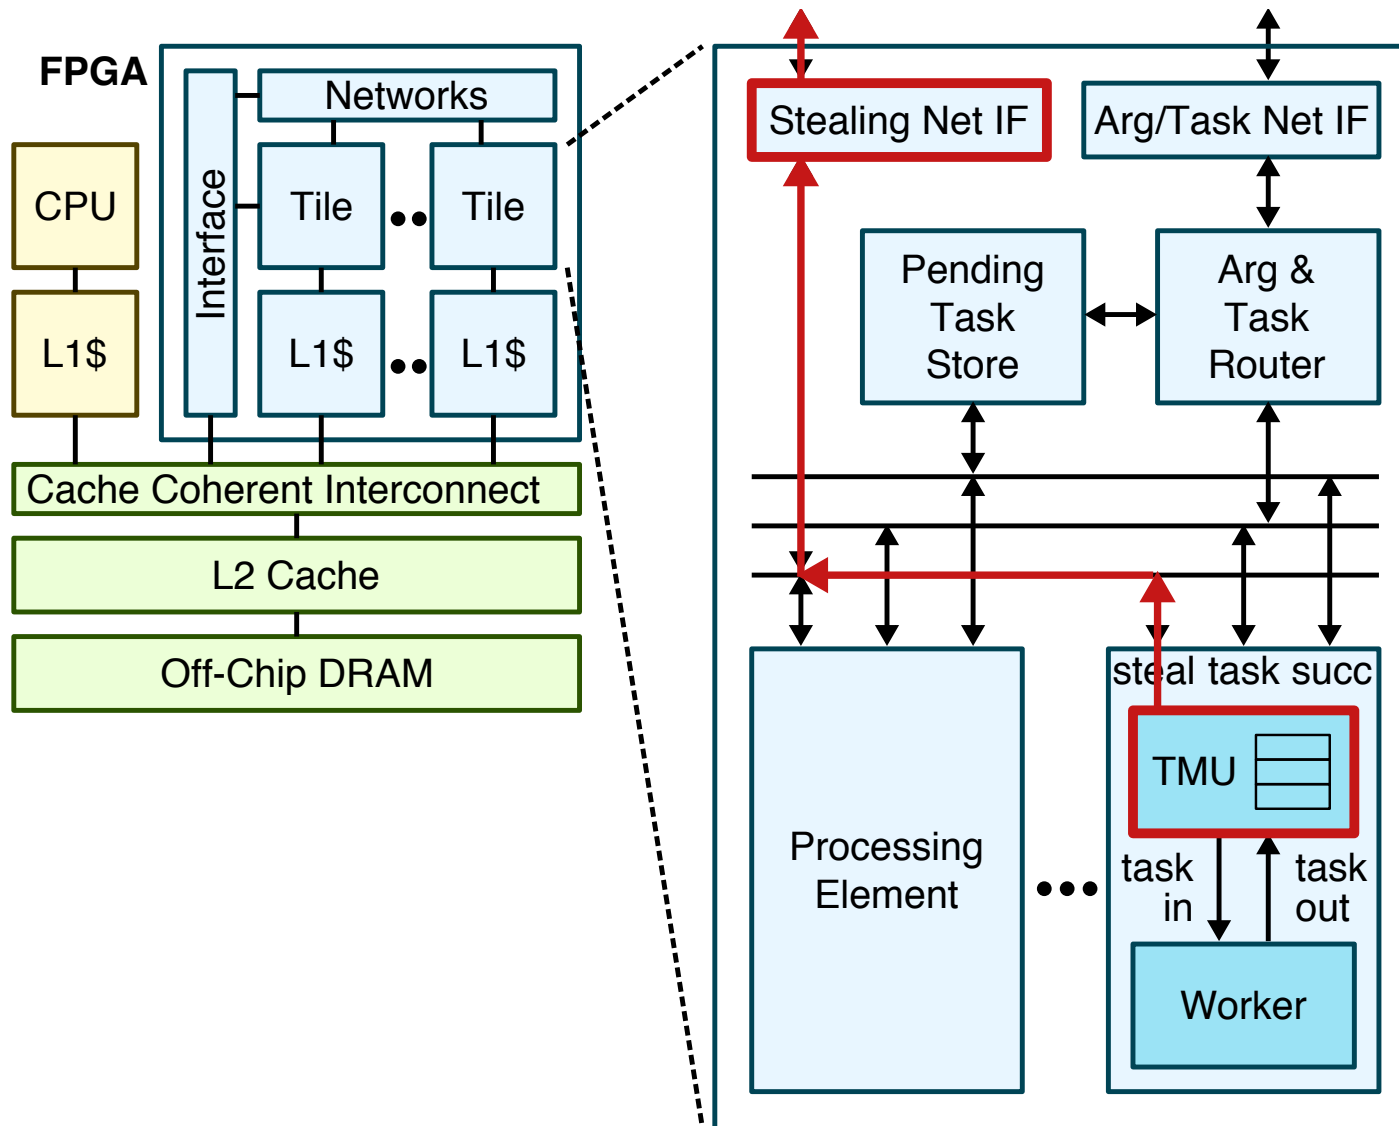 FPGA
Networks
Interface
CPU
Tile
Tile
L1$
L1$
L1$
Cache Coherent Interconnect
L2 Cache
Off-Chip DRAM
Stealing Net IF
Arg/Task Net IF
Pending
Task
Store
Arg &
Task
Router
Processing
Element
steal task succ
TMU
task
in
task
out
Worker